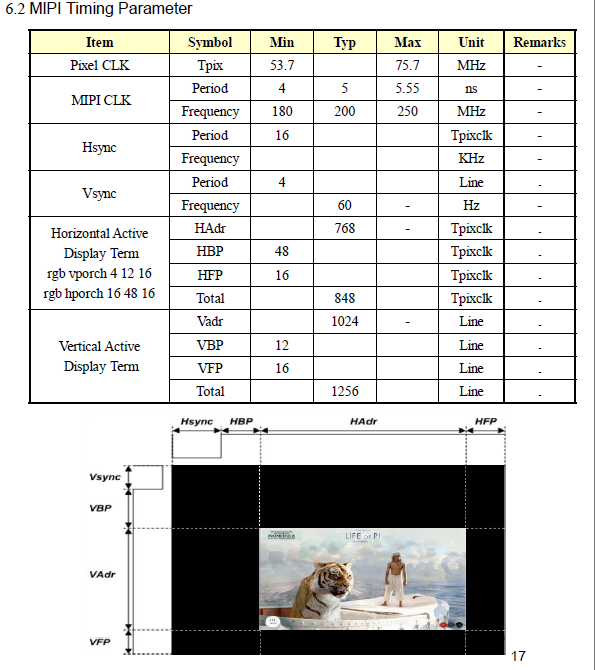 6.2 MIPI Timing Parameter
Item Symbol Min Typ Max Unit Remarks
Pixel CLK Tpix 53.7 75.7 MHz -
MIPI CLK Period 4 5 5.55 ns -
Frequency 180 200 250 MHz -
Hsync Period 16 Tpixclk -
Frequency KHz -
Vsync Period 4 Line -
Frequency 60 - Hz -
Horizontal Active
Display Term
rgb vporch 4 12 16
rgb hporch 16 48 16
HAdr 768 - Tpixclk -
HBP 48 Tpixclk -
HFP 16 Tpixclk -
Total 848 Tpixclk -
Vertical Active
Display Term
Vadr 1024 - Line -
VBP 12 Line -
VFP 16 Line -
Total 1256 Line -
Hsync HBP HAdr HFP
Vsync
VBP
LIFE OF PI
VAdr
VFP
17